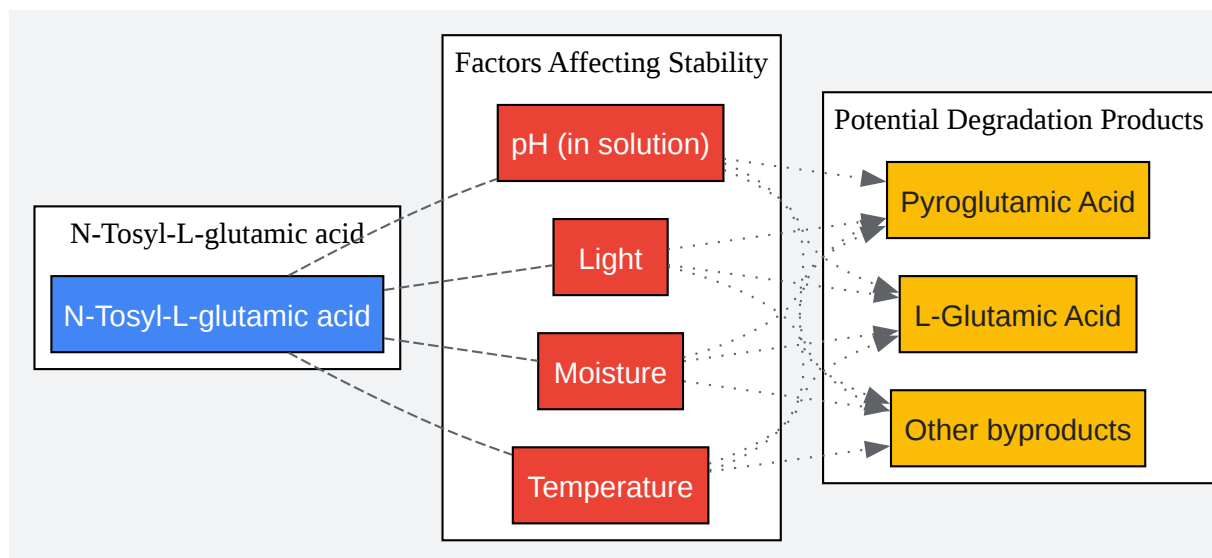 N-Tosyl-L-glutamic acid
N-Tosyl-L-glutamic acid
Factors Affecting Stability
pH (in solution)
Light
Moisture
Temperature
Potential Degradation Products
Pyroglutamic Acid
L-Glutamic Acid
Other byproducts